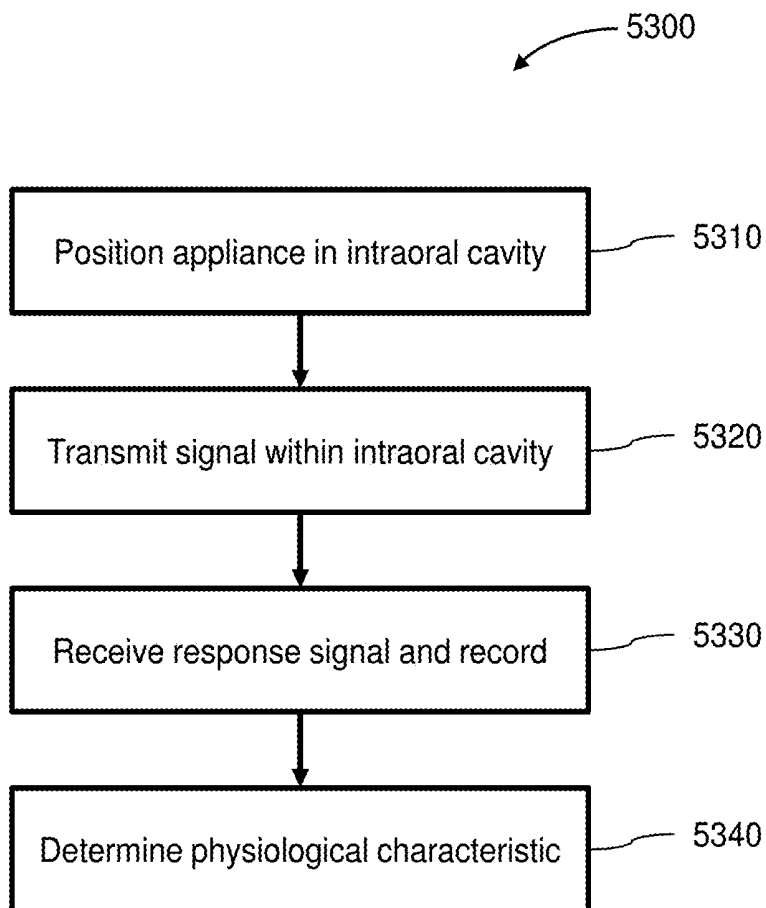 5300
Position appliance in intraoral cavity
5310
Transmit signal within intraoral cavity
5320
Receive response signal and record
5330
Determine physiological characteristic
5340